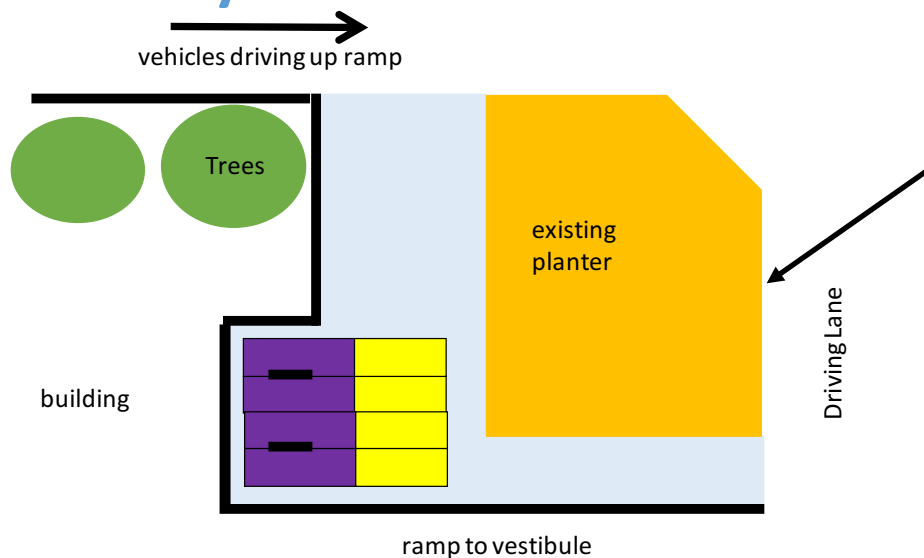 vehicles driving up ramp
Trees
existing
planter
Driving Lane
building
ramp to vestibule